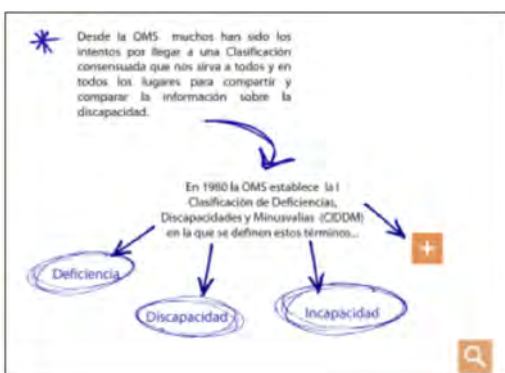 Desde la OMS muchos han sido los
intentos por llegar a una Clasificación
consensuada que nos sirva a todos y en
todos los lugares para compartir y
comparar la información sobre la
discapacidad.
En 1980 la OMS establece la I
Clasificación de Deficiencias,
Discapacidades y Minusvalías (CIDDM)
en la que se definen estos términos...
+
Deficiencia
Discapacidad
Incapacidad